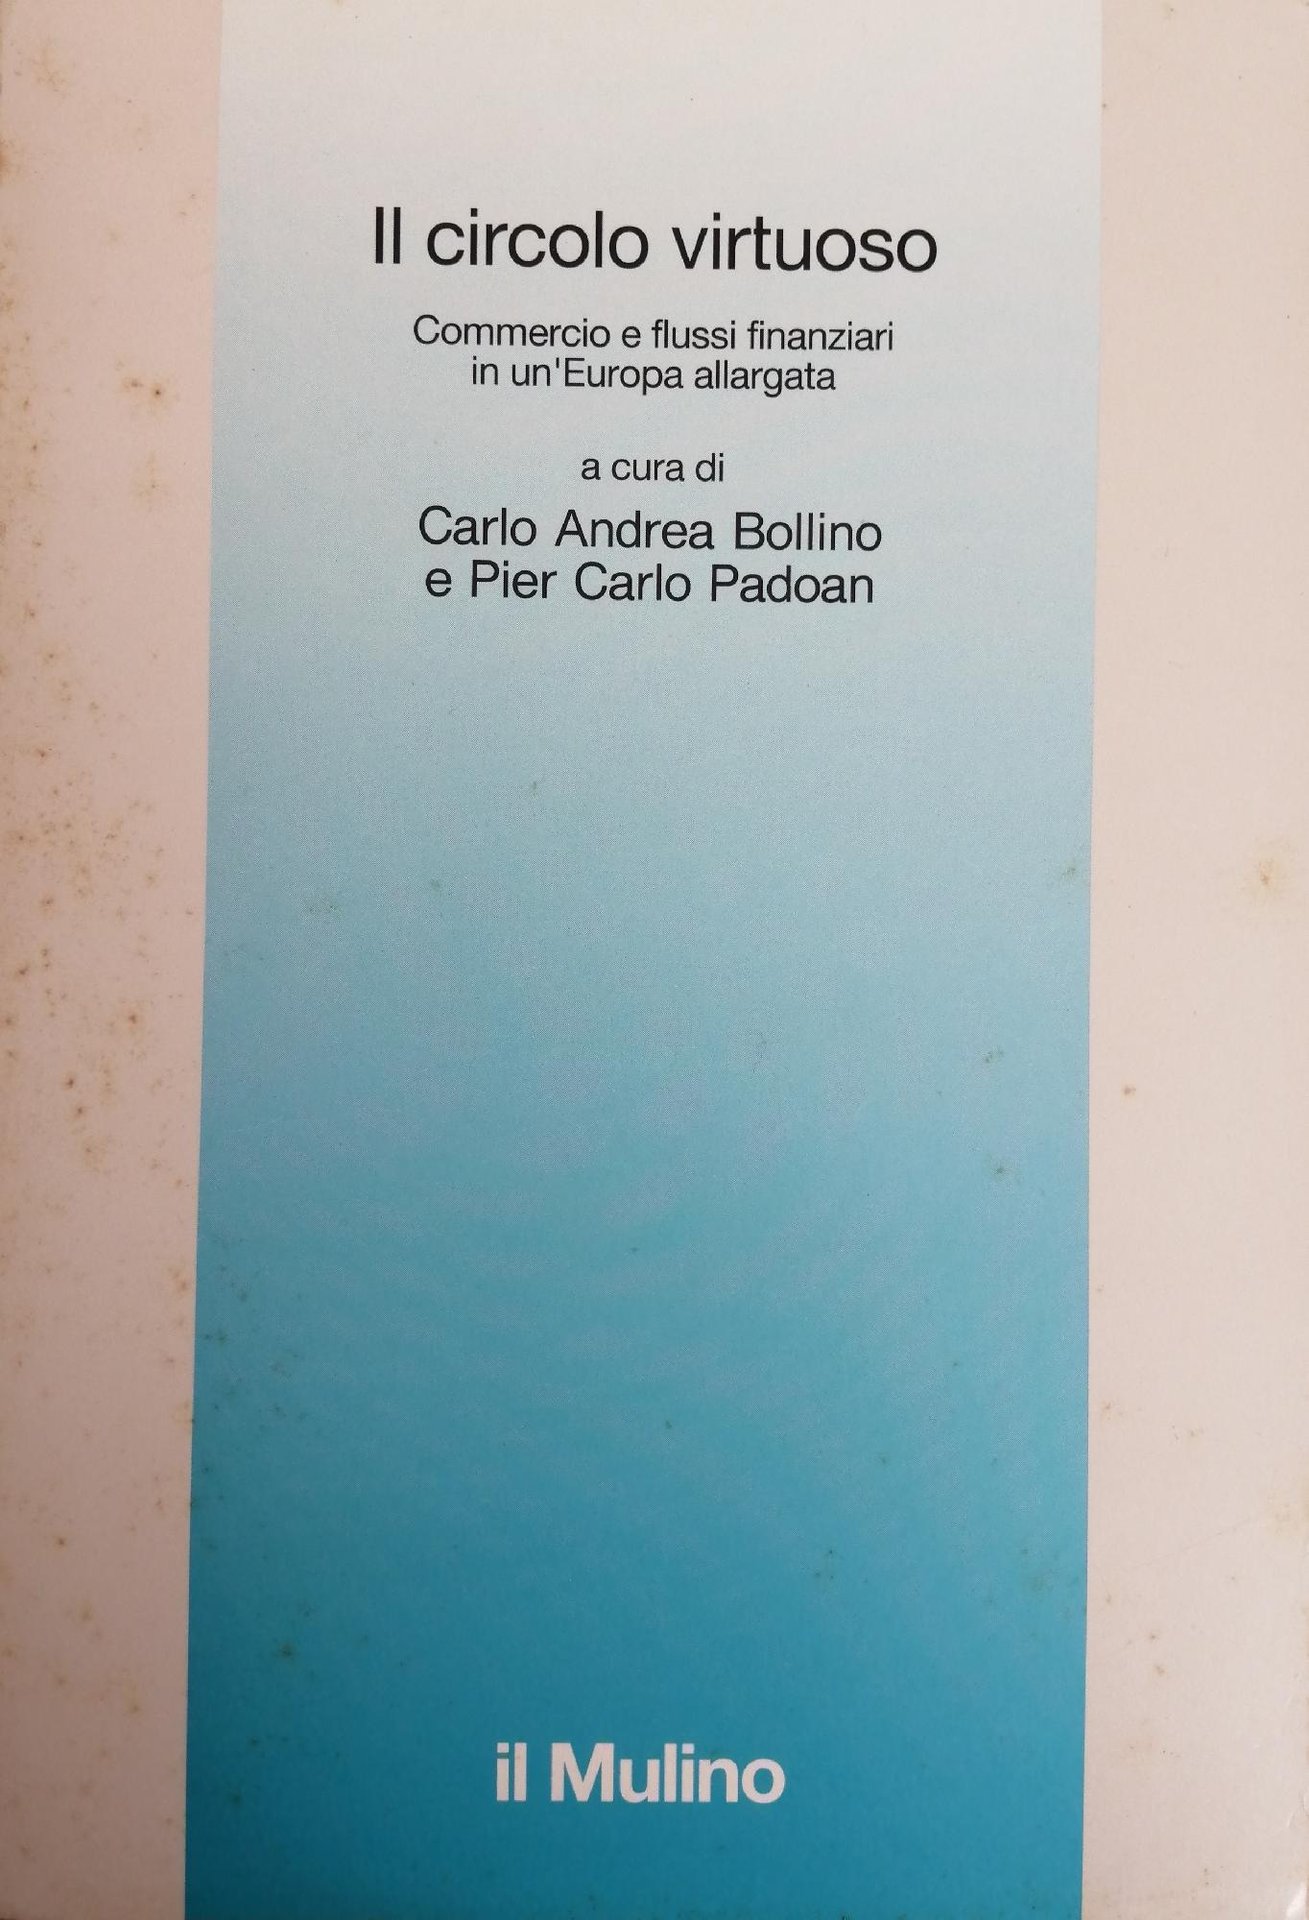 Il circolo virtuoso
Commercio e flussi finanziari
in un'Europa allargata
a cura di
Carlo Andrea Bollino
e Pier Carlo Padoan
il Mulino